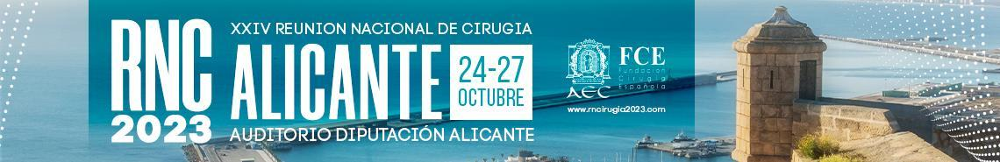 RNC
2023
XXIV REUNION NACIONAL DE CIRUGIA
ALICANTE
24-27
OCTUBRE
AUDITORIO DIPUTACIÓN ALICANTE
AEC
FCE
Fundación
Cirugía
Española
www.rncirugia2023.com